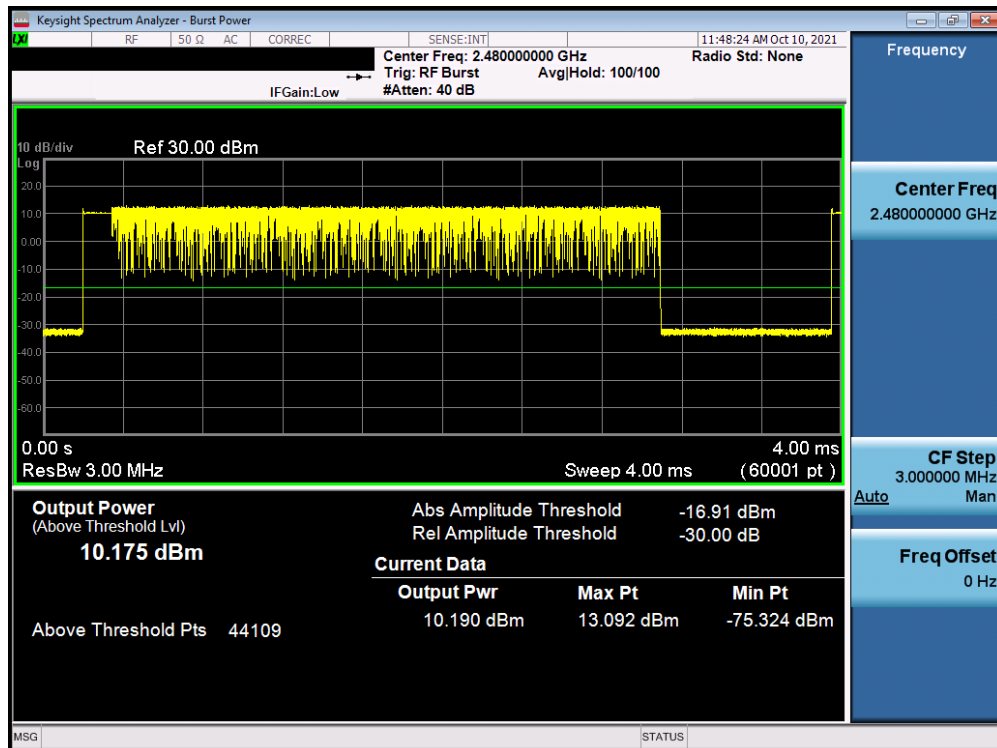 Keysight Spectrum Analyzer - Burst Power
LXI RF 50 Ω AC CORREC SENSE:INT 11:48:24 AM Oct 10, 2021
Center Freq: 2.480000000 GHz Radio Std: None
Trig: RF Burst Avg|Hold: 100/100
IFGain:Low #Atten: 40 dB
Frequency
10 dB/div Ref 30.00 dBm
Log
20.0
10.0
0.00
-10.0
-20.0
-30.0
-40.0
-50.0
-60.0
0.00 s 4.00 ms
ResBw 3.00 MHz Sweep 4.00 ms (60001 pt)
Output Power
(Above Threshold Lvl)
10.175 dBm
Above Threshold Pts 44109
Abs Amplitude Threshold -16.91 dBm
Rel Amplitude Threshold -30.00 dB
Current Data
Output Pwr Max Pt Min Pt
10.190 dBm 13.092 dBm -75.324 dBm
Center Freq
2.480000000 GHz
CF Step
3.000000 MHz
Auto Man
Freq Offset
0 Hz
MSG STATUS